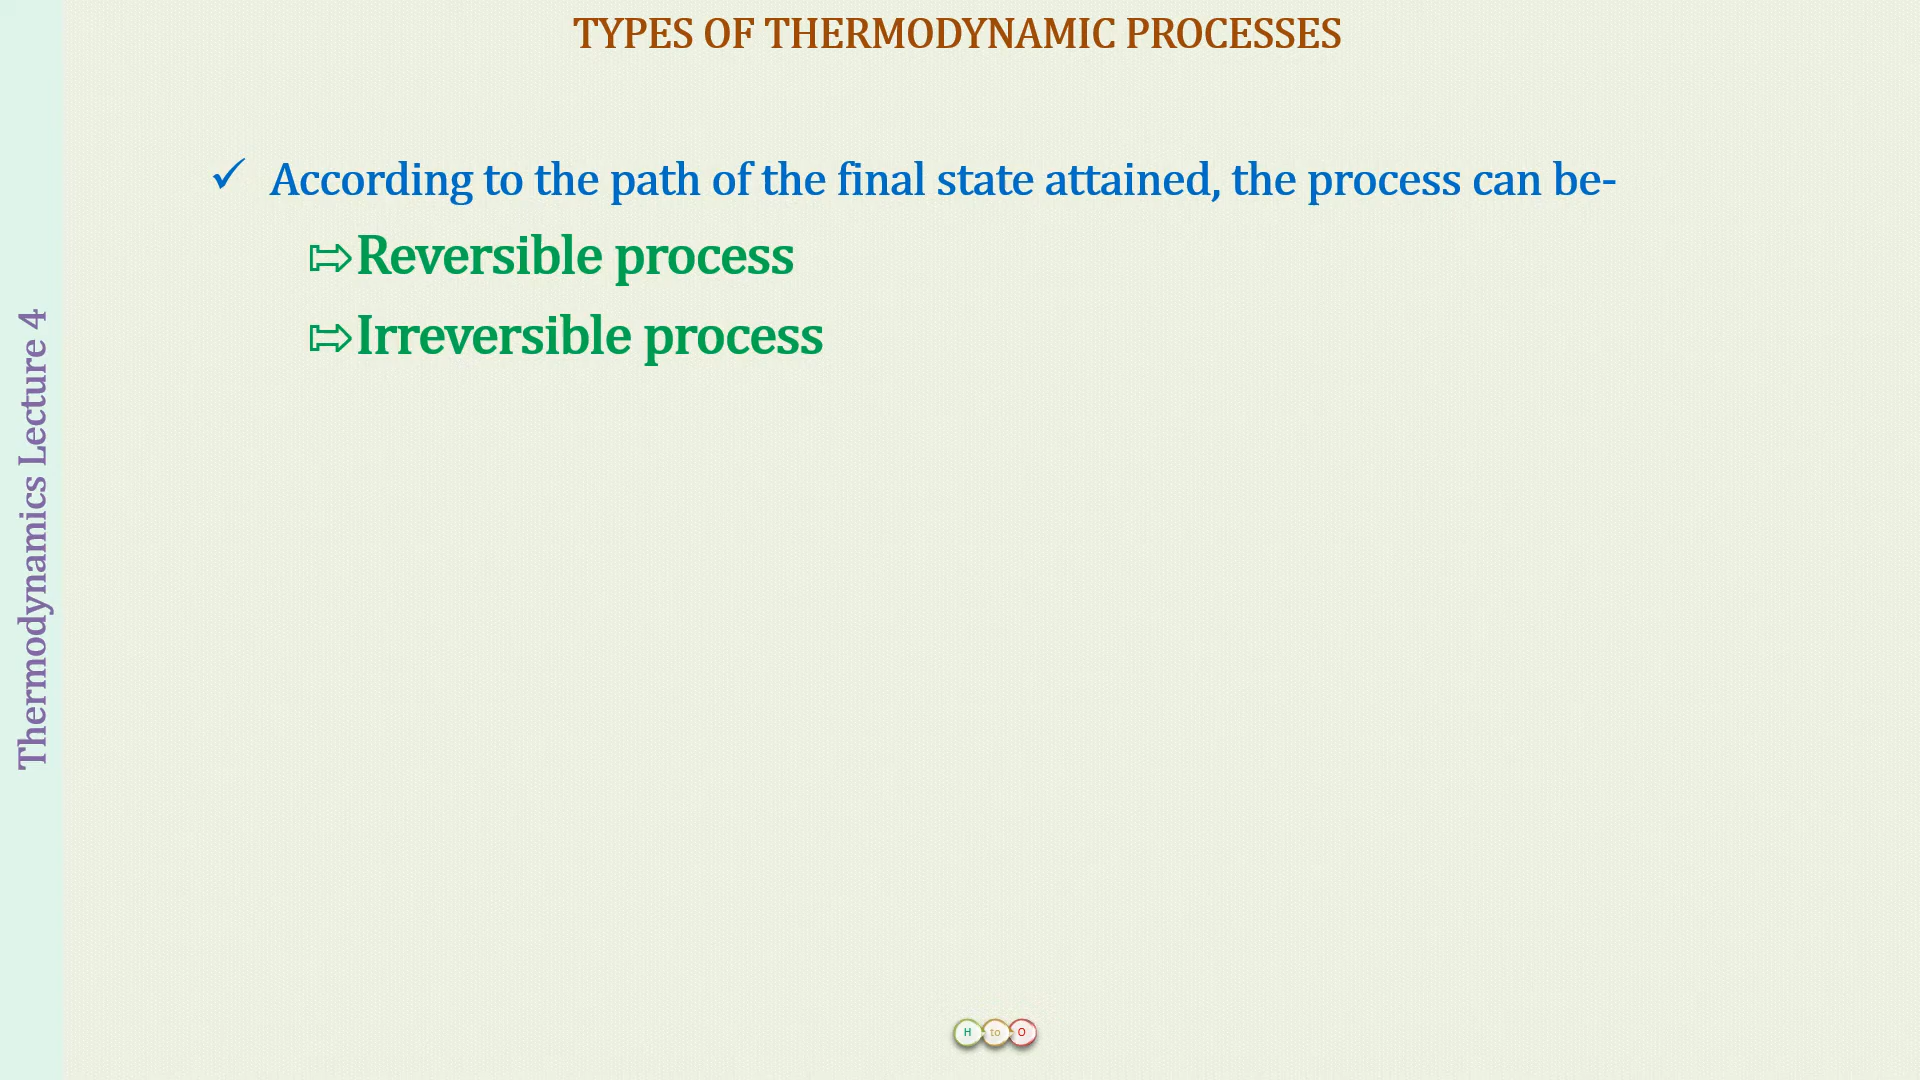 TYPES OF THERMODYNAMIC PROCESSES
✓ According to the path of the final state attained, the process can be-
⇨Reversible process
⇨Irreversible process
Thermodynamics Lecture 4
H to O